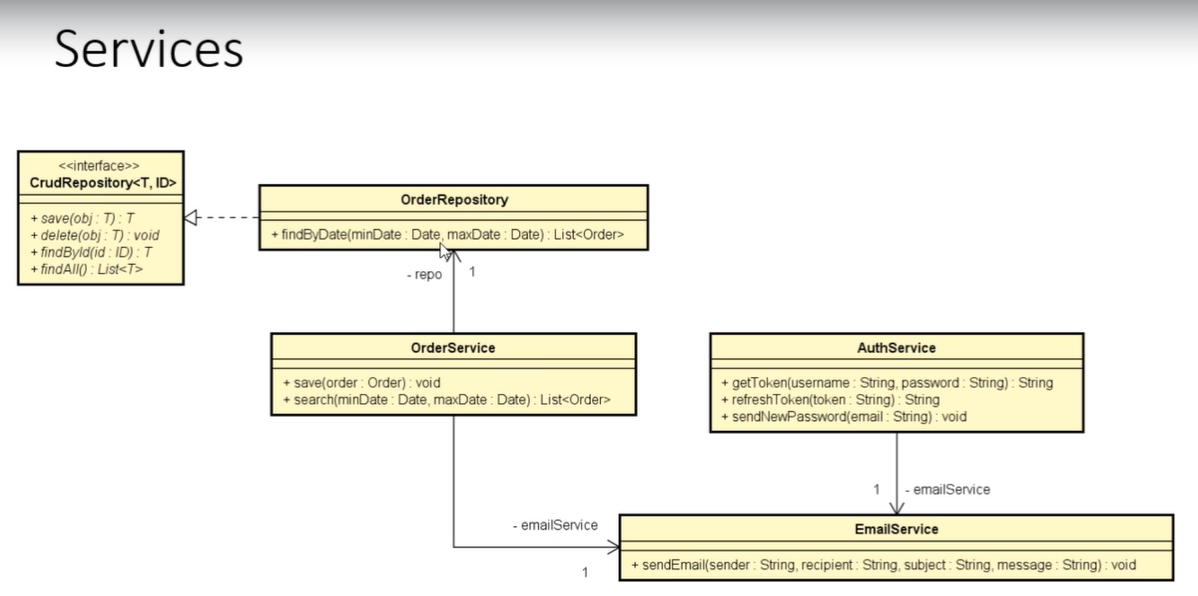 Services
<<interface>>
CrudRepository<T, ID>
+ save(obj : T) : T
+ delete(obj : T) : void
+ findById(id : ID) : T
+ findAll() : List<T>
OrderRepository
+ findByDate(minDate : Date, maxDate : Date) : List<Order>
- repo
1
OrderService
+ save(order : Order) : void
+ search(minDate : Date, maxDate : Date) : List<Order>
AuthService
+ getToken(username : String, password : String) : String
+ refreshToken(token : String) : String
+ sendNewPassword(email : String) : void
1
- emailService
- emailService
1
EmailService
+ sendEmail(sender : String, recipient : String, subject : String, message : String) : void